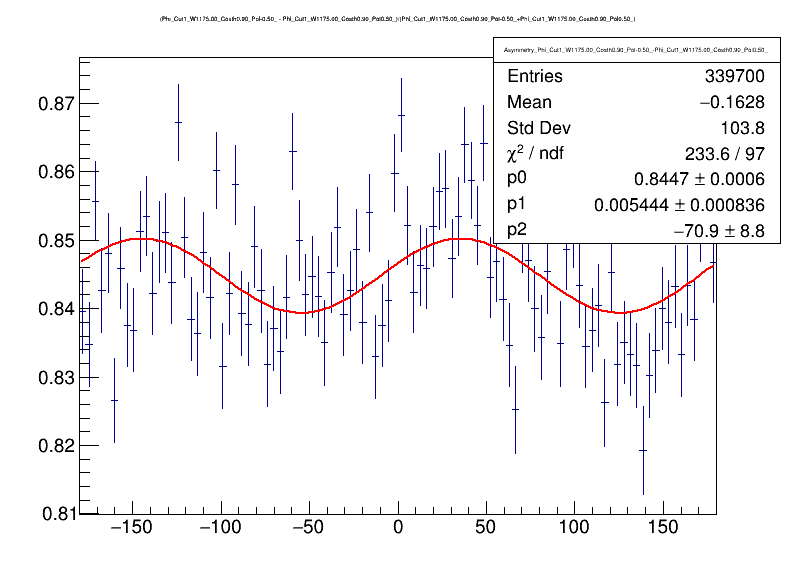 (Phi_Cut1_W1175.00_Costh0.90_Pol-0.50_ - Phi_Cut1_W1175.00_Costh0.90_Pol0.50_)/(Phi_Cut1_W1175.00_Costh0.90_Pol-0.50_+Phi_Cut1_W1175.00_Costh0.90_Pol0.50_)
Asymmetry_Phi_Cut1_W1175.00_Costh0.90_Pol-0.50_-Phi_Cut1_W1175.00_Costh0.90_Pol0.50_
Entries 339700
Mean −0.1628
Std Dev 103.8
χ² / ndf 233.6 / 97
p0 0.8447 ± 0.0006
p1 0.005444 ± 0.000836
p2 −70.9 ± 8.8
0.87
0.86
0.85
0.84
0.83
0.82
0.81
−150 −100 −50 0 50 100 150